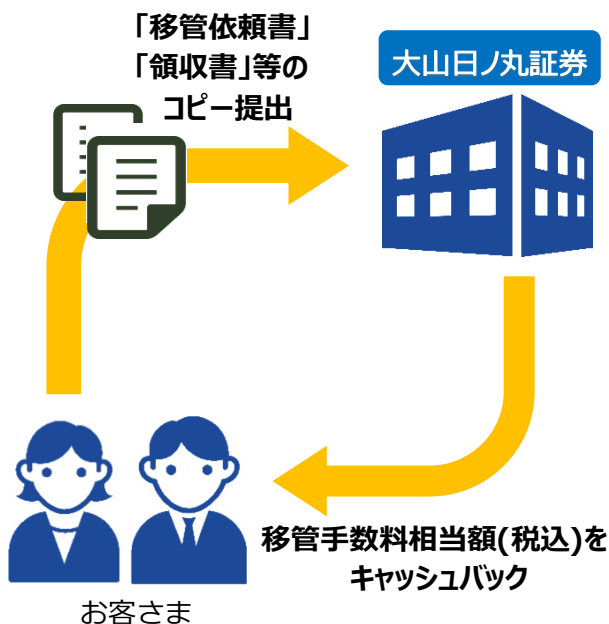 「移管依頼書」
「領収書」等の
コピー提出
大山日ノ丸証券
移管手数料相当額(税込)を
キャッシュバック
お客さま